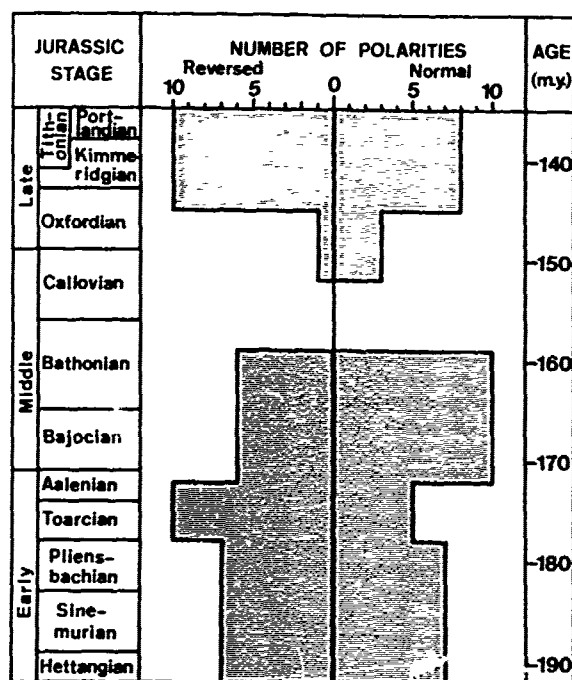 JURASSIC
STAGE
NUMBER OF POLARITIES
Reversed Normal
10 5 0 5 10
AGE
(m.y.)
Late
Tith-
onian
Port-
landian
Kimme-
ridgian
Oxfordian
Middle
Callovian
Bathonian
Bajocian
Early
Aalenian
Toarcian
Pliens-
bachian
Sine-
murian
Hettangian
140
150
160
170
180
190